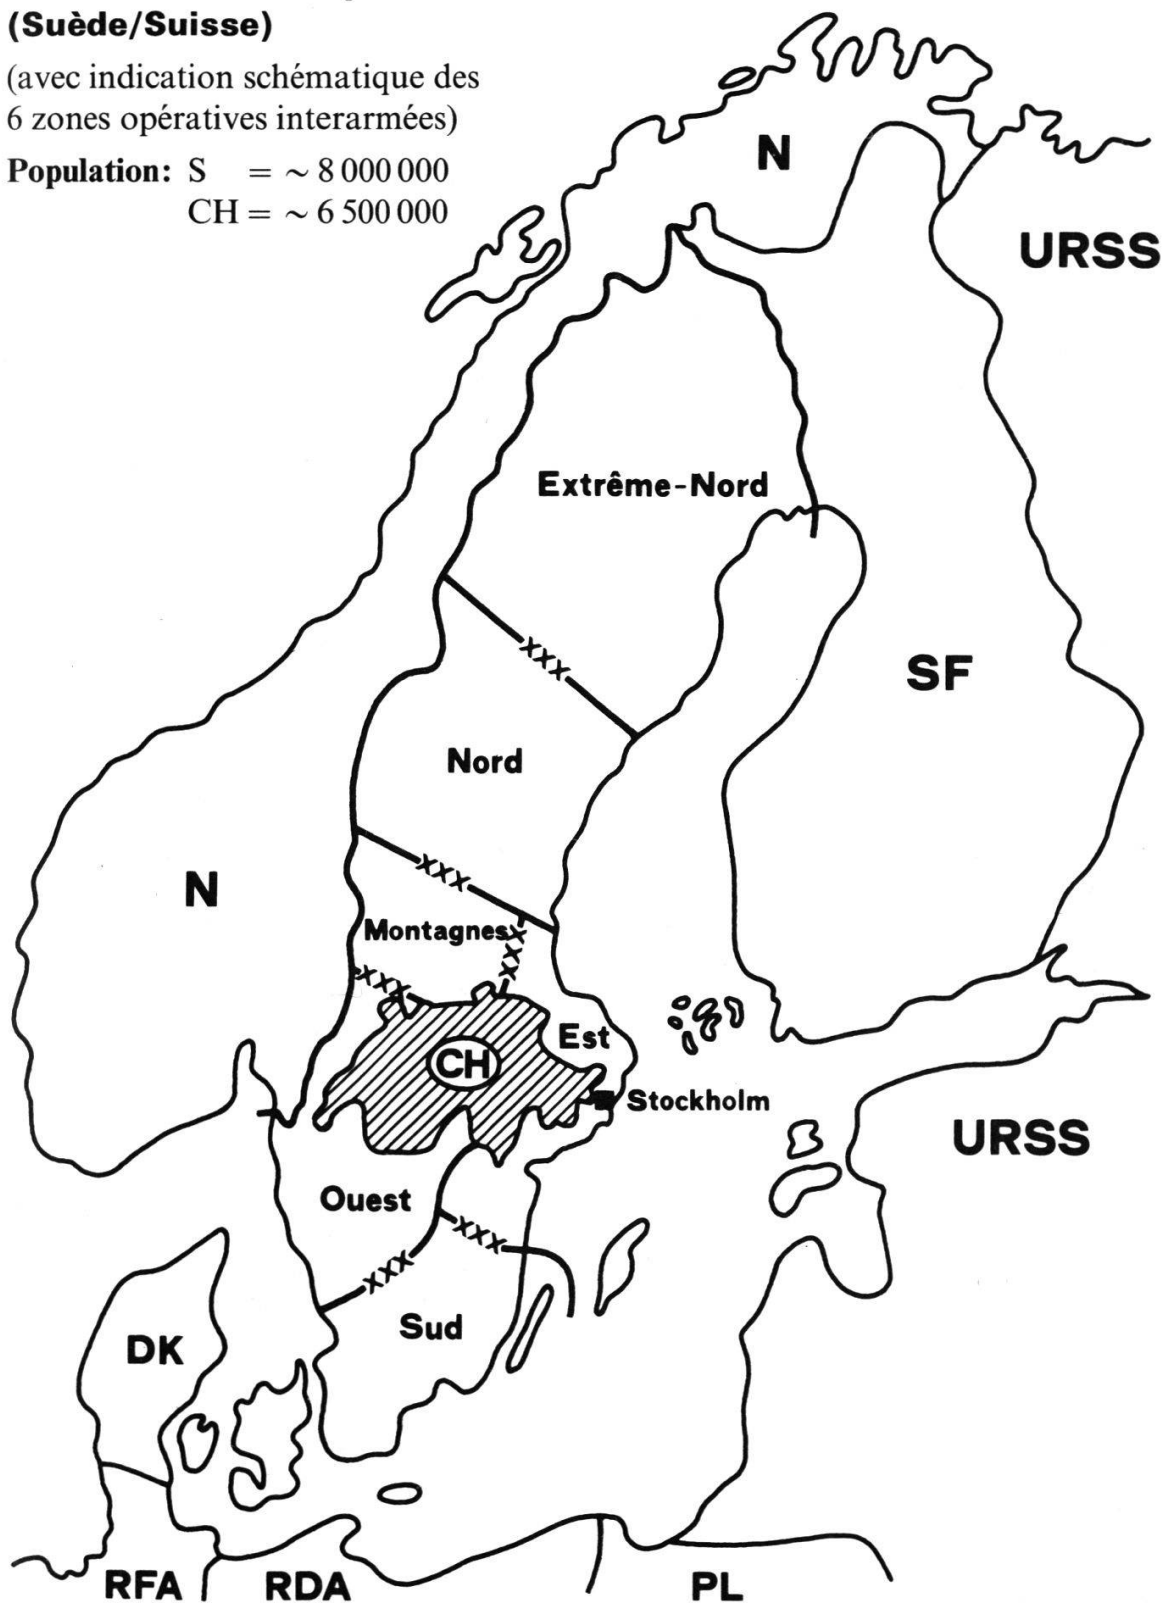 (Suède/Suisse)
(avec indication schématique des
6 zones opératives interarmées)
Population: S = ~ 8 000 000
CH = ~ 6 500 000
N
URSS
Extrême-Nord
SF
Nord
N
Montagnes
Est
CH
Stockholm
URSS
Ouest
Sud
DK
RFA
RDA
PL